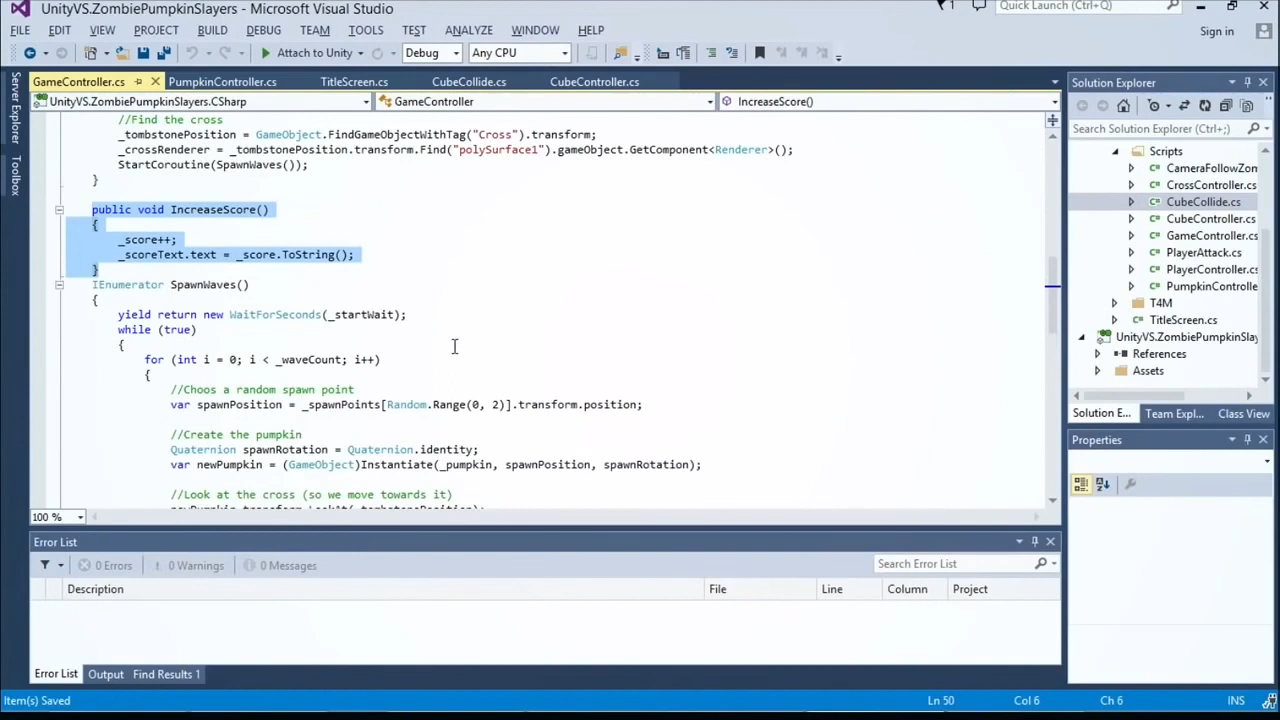 UnityVS.ZombiePumpkinSlayers - Microsoft Visual Studio
1
Quick Launch (Ctrl+Q)
FILE EDIT VIEW PROJECT BUILD DEBUG TEAM TOOLS TEST ANALYZE WINDOW HELP
Sign in
Attach to Unity Debug Any CPU
Server Explorer
Toolbox
GameController.cs PumpkinController.cs TitleScreen.cs CubeCollide.cs CubeController.cs
UnityVS.ZombiePumpkinSlayers.CSharp GameController IncreaseScore()
//Find the cross
_tombstonePosition = GameObject.FindGameObjectWithTag("Cross").transform;
_crossRenderer = _tombstonePosition.transform.Find("polySurface1").gameObject.GetComponent<Renderer>();
StartCoroutine(SpawnWaves());
}
public void IncreaseScore()
{
_score++;
_scoreText.text = _score.ToString();
}
IEnumerator SpawnWaves()
{
yield return new WaitForSeconds(_startWait);
while (true)
{
for (int i = 0; i < _waveCount; i++)
{
//Choos a random spawn point
var spawnPosition = _spawnPoints[Random.Range(0, 2)].transform.position;
//Create the pumpkin
Quaternion spawnRotation = Quaternion.identity;
var newPumpkin = (GameObject)Instantiate(_pumpkin, spawnPosition, spawnRotation);
//Look at the cross (so we move towards it)
100 %
Solution Explorer
Search Solution Explorer (Ctrl+;)
Scripts
CameraFollowZom
CrossController.cs
CubeCollide.cs
CubeController.cs
GameController.cs
PlayerAttack.cs
PlayerController.cs
PumpkinControlle
T4M
TitleScreen.cs
UnityVS.ZombiePumpkinSlay
References
Assets
Solution E... Team Expl... Class View
Properties
Error List
0 Errors 0 Warnings 0 Messages
Search Error List
Description File Line Column Project
Error List Output Find Results 1
Item(s) Saved Ln 50 Col 6 Ch 6 INS